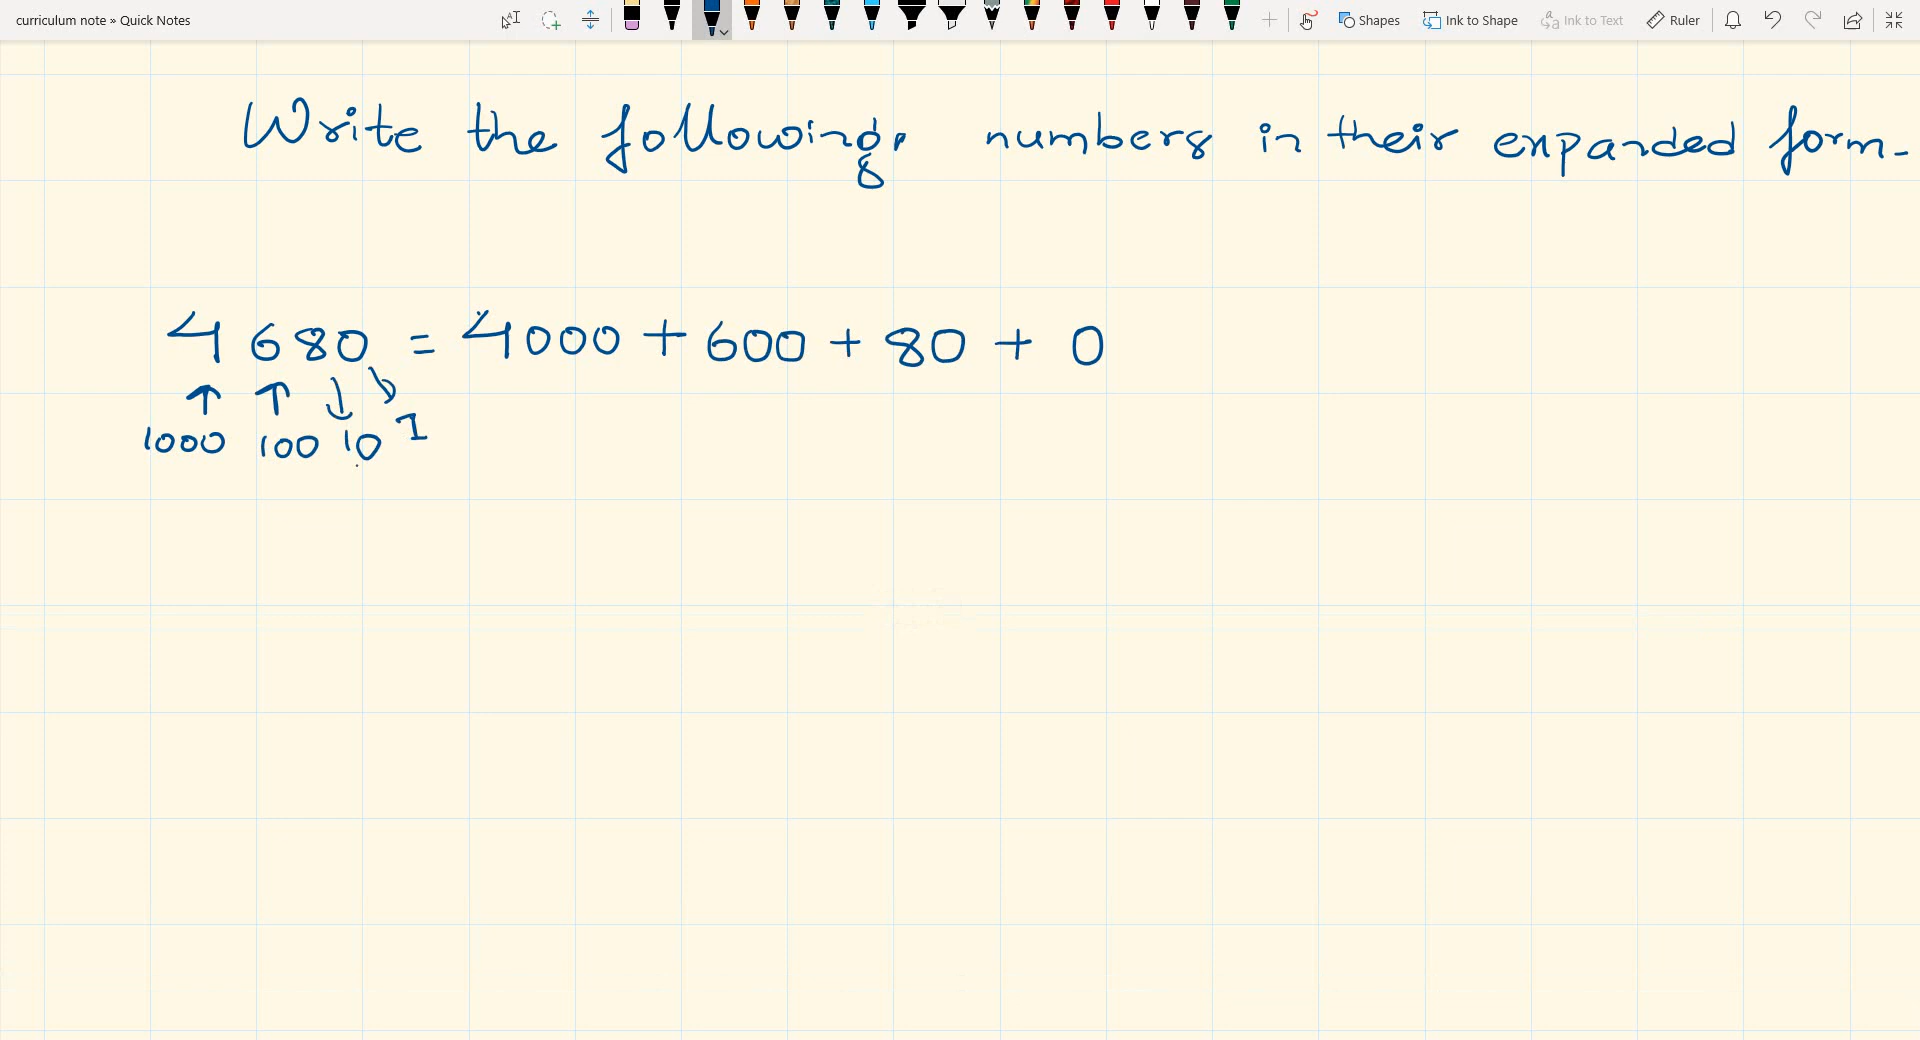 curriculum note » Quick Notes
Shapes Ink to Shape Ink to Text Ruler
Write the following numbers in their expanded form.
4680 = 4000 + 600 + 80 + 0
1000 100 10 1